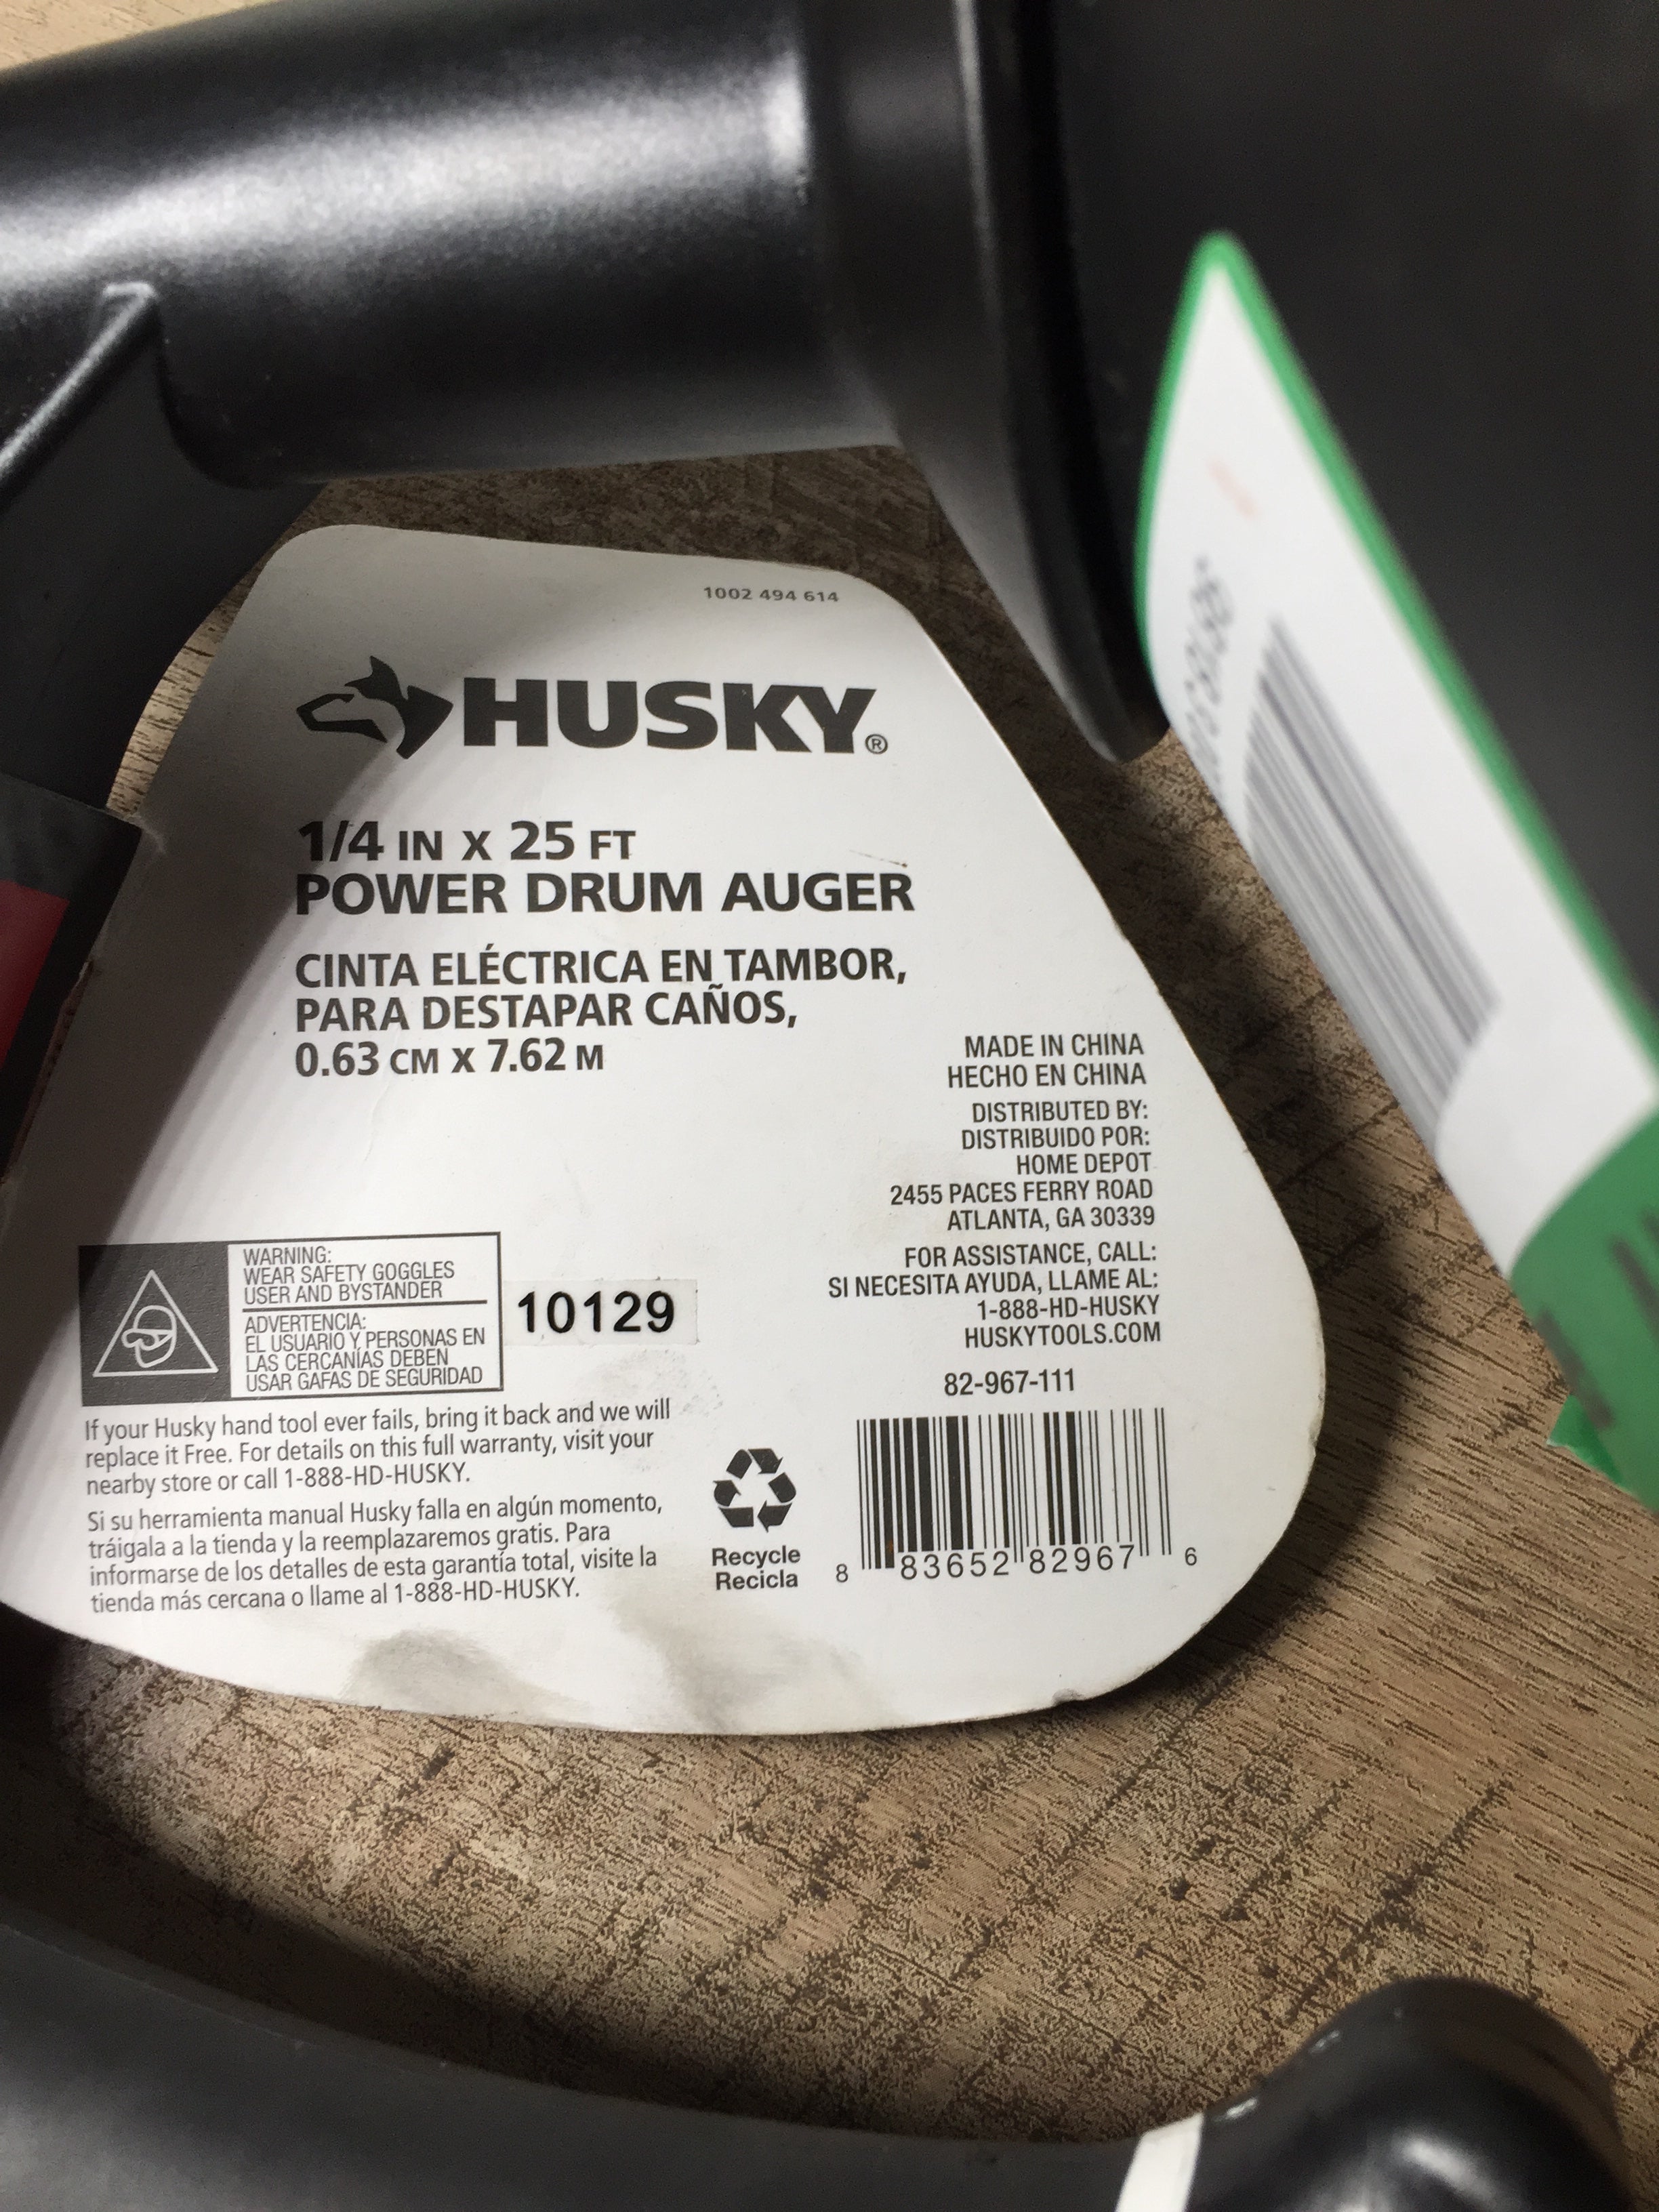 1002 494 614
HUSKY®
1/4 IN X 25 FT
POWER DRUM AUGER
CINTA ELÉCTRICA EN TAMBOR,
PARA DESTAPAR CAÑOS,
0.63 CM X 7.62 M
MADE IN CHINA
HECHO EN CHINA
DISTRIBUTED BY:
DISTRIBUIDO POR:
HOME DEPOT
2455 PACES FERRY ROAD
ATLANTA, GA 30339
FOR ASSISTANCE, CALL:
SI NECESITA AYUDA, LLAME AL:
1-888-HD-HUSKY
HUSKYTOOLS.COM
82-967-111
8 83652 82967 6
WARNING:
WEAR SAFETY GOGGLES
USER AND BYSTANDER
ADVERTENCIA:
EL USUARIO Y PERSONAS EN
LAS CERCANÍAS DEBEN
USAR GAFAS DE SEGURIDAD
10129
If your Husky hand tool ever fails, bring it back and we will
replace it Free. For details on this full warranty, visit your
nearby store or call 1-888-HD-HUSKY.
Si su herramienta manual Husky falla en algún momento,
tráigala a la tienda y la reemplazaremos gratis. Para
informarse de los detalles de esta garantía total, visite la
tienda más cercana o llame al 1-888-HD-HUSKY.
Recycle
Recicla